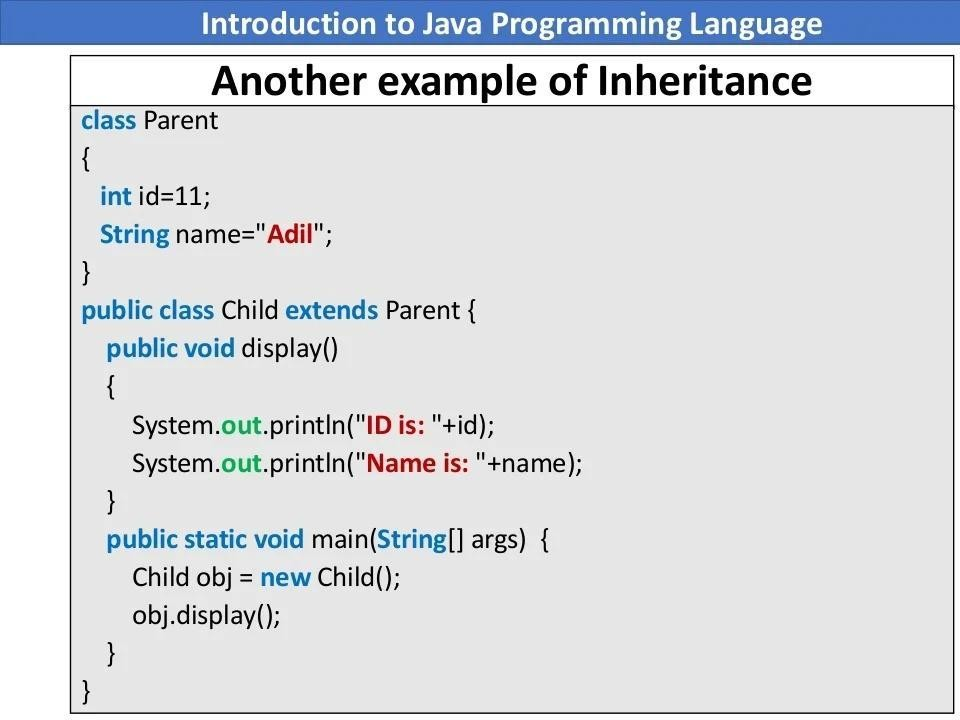 Introduction to Java Programming Language
Another example of Inheritance
class Parent
{
int id=11;
String name="Adil";
}
public class Child extends Parent {
public void display()
{
System.out.println("ID is: "+id);
System.out.println("Name is: "+name);
}
public static void main(String[] args)  {
Child obj = new Child();
obj.display();
}
}